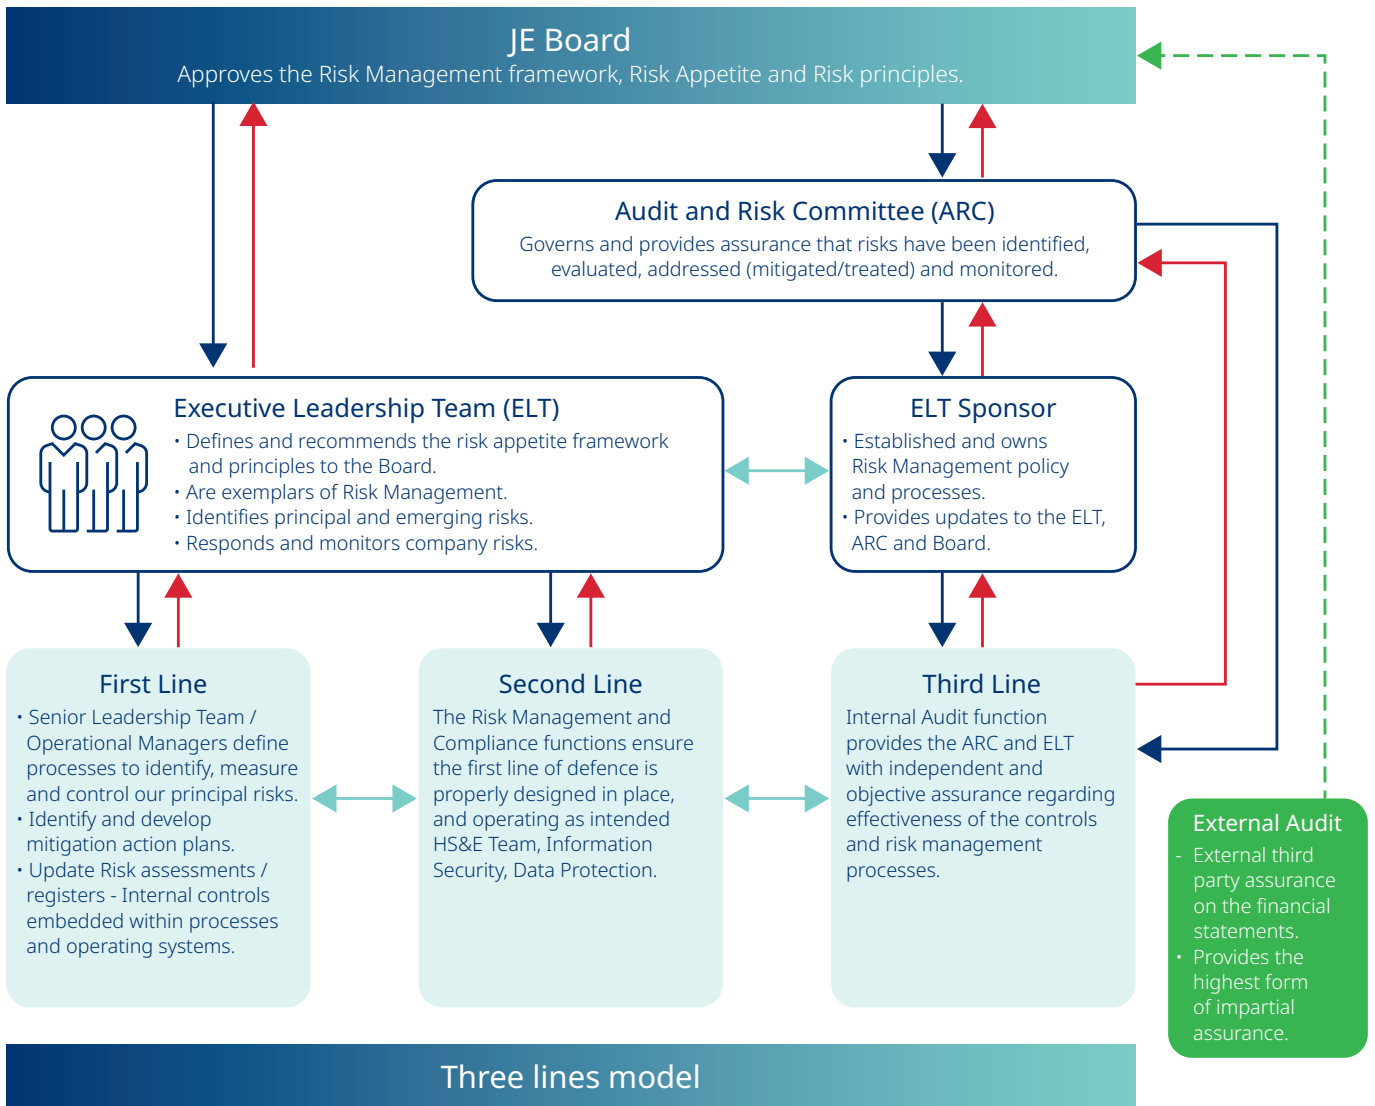 JE Board
Approves the Risk Management framework, Risk Appetite and Risk principles.
Audit and Risk Committee (ARC)
Governs and provides assurance that risks have been identified,
evaluated, addressed (mitigated/treated) and monitored.
Executive Leadership Team (ELT)
• Defines and recommends the risk appetite framework
and principles to the Board.
• Are exemplars of Risk Management.
• Identifies principal and emerging risks.
• Responds and monitors company risks.
ELT Sponsor
• Established and owns
Risk Management policy
and processes.
• Provides updates to the ELT,
ARC and Board.
First Line
• Senior Leadership Team /
Operational Managers define
processes to identify, measure
and control our principal risks.
• Identify and develop
mitigation action plans.
• Update Risk assessments /
registers - Internal controls
embedded within processes
and operating systems.
Second Line
The Risk Management and
Compliance functions ensure
the first line of defence is
properly designed in place,
and operating as intended
HS&E Team, Information
Security, Data Protection.
Third Line
Internal Audit function
provides the ARC and ELT
with independent and
objective assurance regarding
effectiveness of the controls
and risk management
processes.
External Audit
- External third
party assurance
on the financial
statements.
• Provides the
highest form
of impartial
assurance.
Three lines model